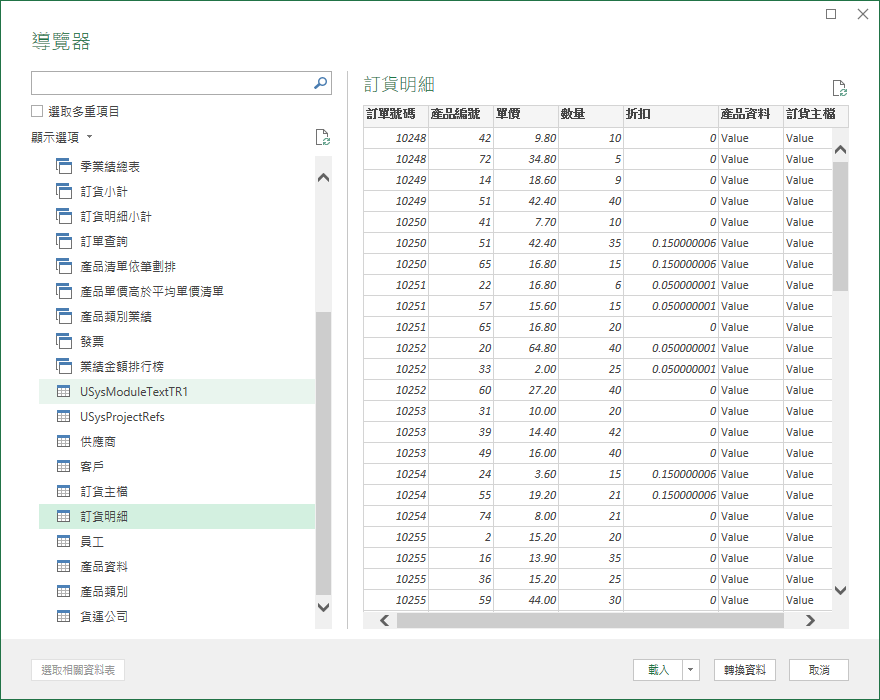 導覽器
選取多重項目
顯示選項
季業績總表
訂貨小計
訂貨明細小計
訂單查詢
產品清單依筆劃排
產品單價高於平均單價清單
產品類別業績
發票
業績金額排行榜
USysModuleTextTR1
USysProjectRefs
供應商
客戶
訂貨主檔
訂貨明細
員工
產品資料
產品類別
貨運公司
訂貨明細
訂單號碼 產品編號 單價 數量 折扣 產品資料 訂貨主檔
10248 42 9.80 10 0 Value Value
10248 72 34.80 5 0 Value Value
10249 14 18.60 9 0 Value Value
10249 51 42.40 40 0 Value Value
10250 41 7.70 10 0 Value Value
10250 51 42.40 35 0.150000006 Value Value
10250 65 16.80 15 0.150000006 Value Value
10251 22 16.80 6 0.050000001 Value Value
10251 57 15.60 15 0.050000001 Value Value
10251 65 16.80 20 0 Value Value
10252 20 64.80 40 0.050000001 Value Value
10252 33 2.00 25 0.050000001 Value Value
10252 60 27.20 40 0 Value Value
10253 31 10.00 20 0 Value Value
10253 39 14.40 42 0 Value Value
10253 49 16.00 40 0 Value Value
10254 24 3.60 15 0.150000006 Value Value
10254 55 19.20 21 0.150000006 Value Value
10254 74 8.00 21 0 Value Value
10255 2 15.20 20 0 Value Value
10255 16 13.90 35 0 Value Value
10255 36 15.20 25 0 Value Value
10255 59 44.00 30 0 Value Value
選取相關資料表 載入 轉換資料 取消